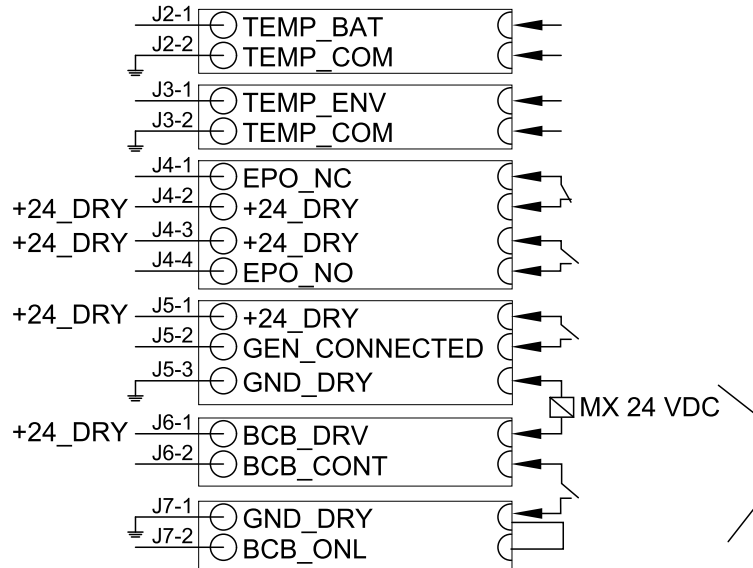 J2-1 TEMP_BAT
J2-2 TEMP_COM
J3-1 TEMP_ENV
J3-2 TEMP_COM
J4-1 EPO_NC
+24_DRY J4-2 +24_DRY
+24_DRY J4-3 +24_DRY
J4-4 EPO_NO
+24_DRY J5-1 +24_DRY
J5-2 GEN_CONNECTED
J5-3 GND_DRY
MX 24 VDC
+24_DRY J6-1 BCB_DRV
J6-2 BCB_CONT
J7-1 GND_DRY
J7-2 BCB_ONL